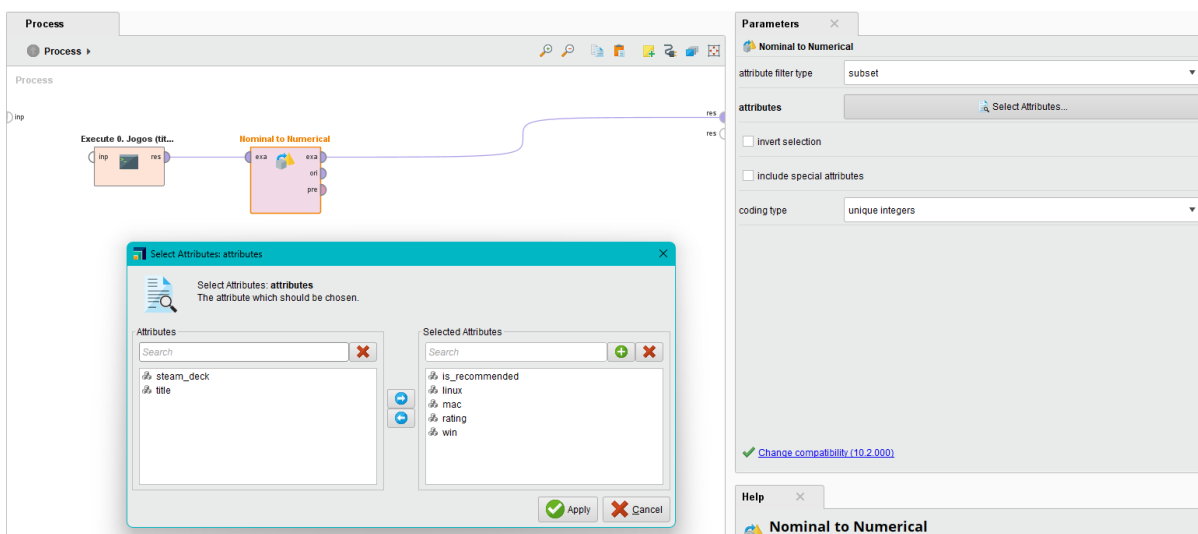 Process
Process
Process
inp
res
res
Execute 0. Jogos (tit...
inp
res
Nominal to Numerical
exa
exa
ori
pre
Select Attributes: attributes
Select Attributes: attributes
The attribute which should be chosen.
Attributes
Search
steam_deck
title
Selected Attributes
Search
is_recommended
linux
mac
rating
win
Apply
Cancel
Parameters
Nominal to Numerical
attribute filter type
subset
attributes
Select Attributes...
invert selection
include special attributes
coding type
unique integers
Change compatibility (10.2.000)
Help
Nominal to Numerical